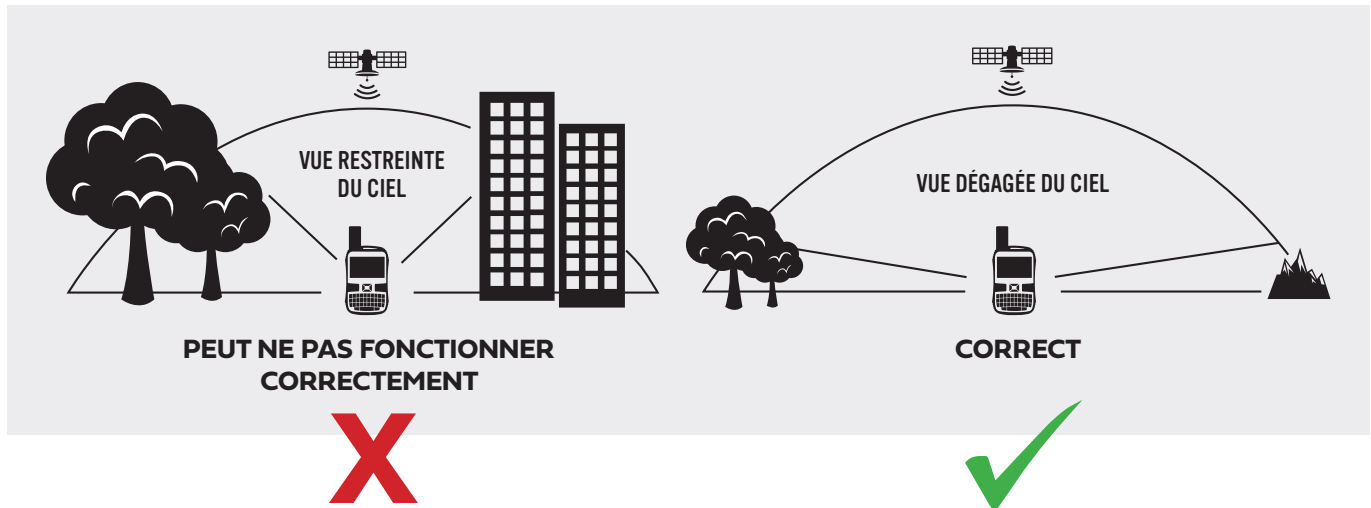 VUE RESTREINTE
DU CIEL
PEUT NE PAS FONCTIONNER
CORRECTEMENT
VUE DÉGAGÉE DU CIEL
CORRECT